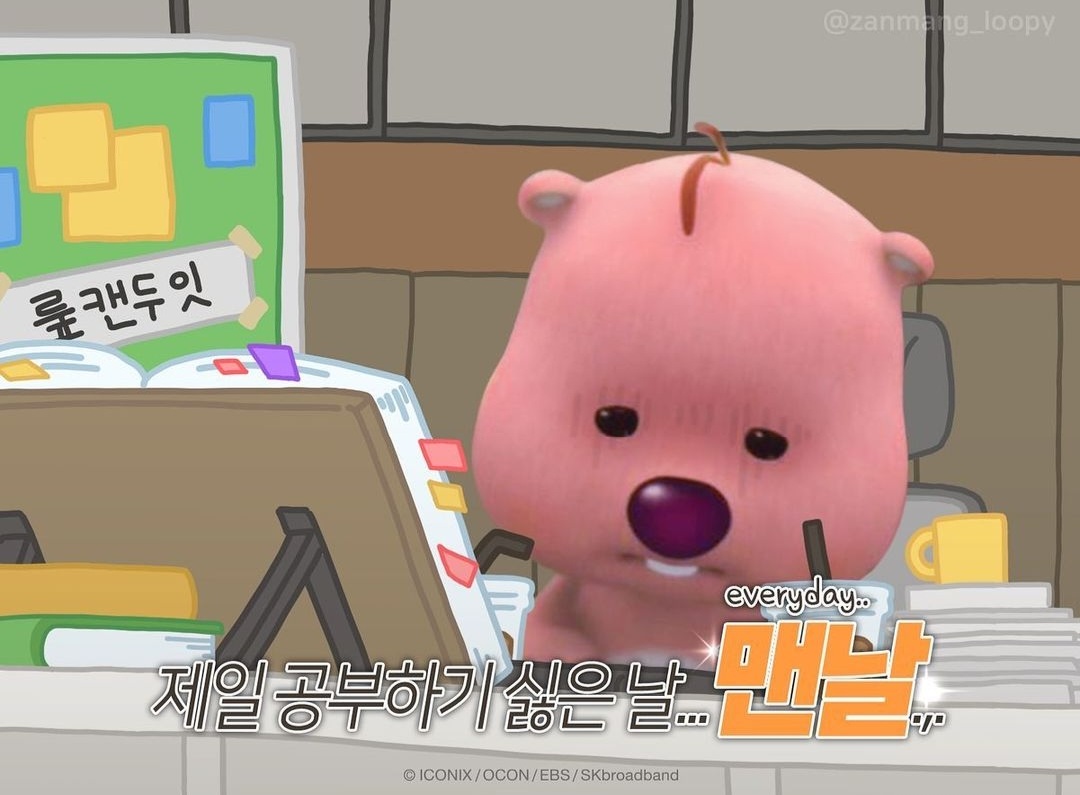 @zanmang_loopy
룦캔두잇
everyday..
제일 공부하기 싫은 날... 맨날.,,
© ICONIX / OCON / EBS / SKbroadband